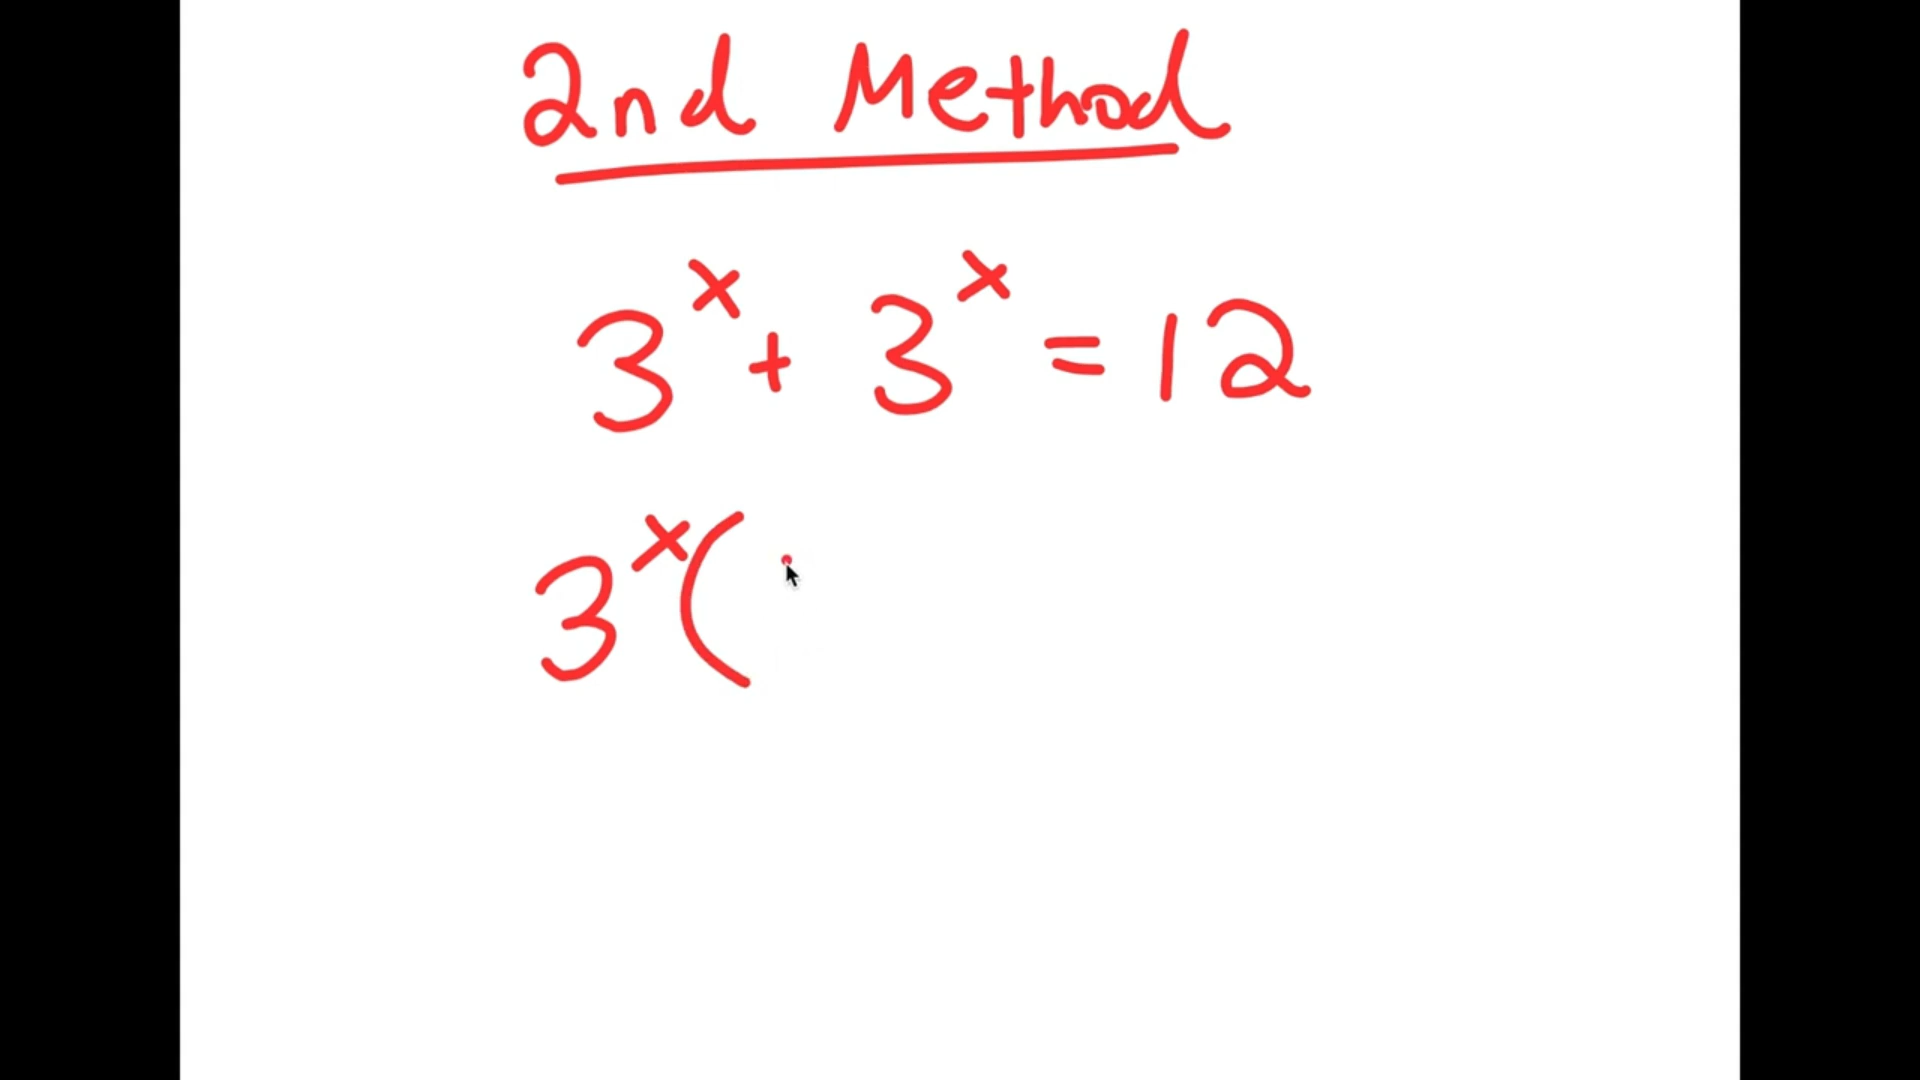 2nd Method
3^x + 3^x = 12
3^x (